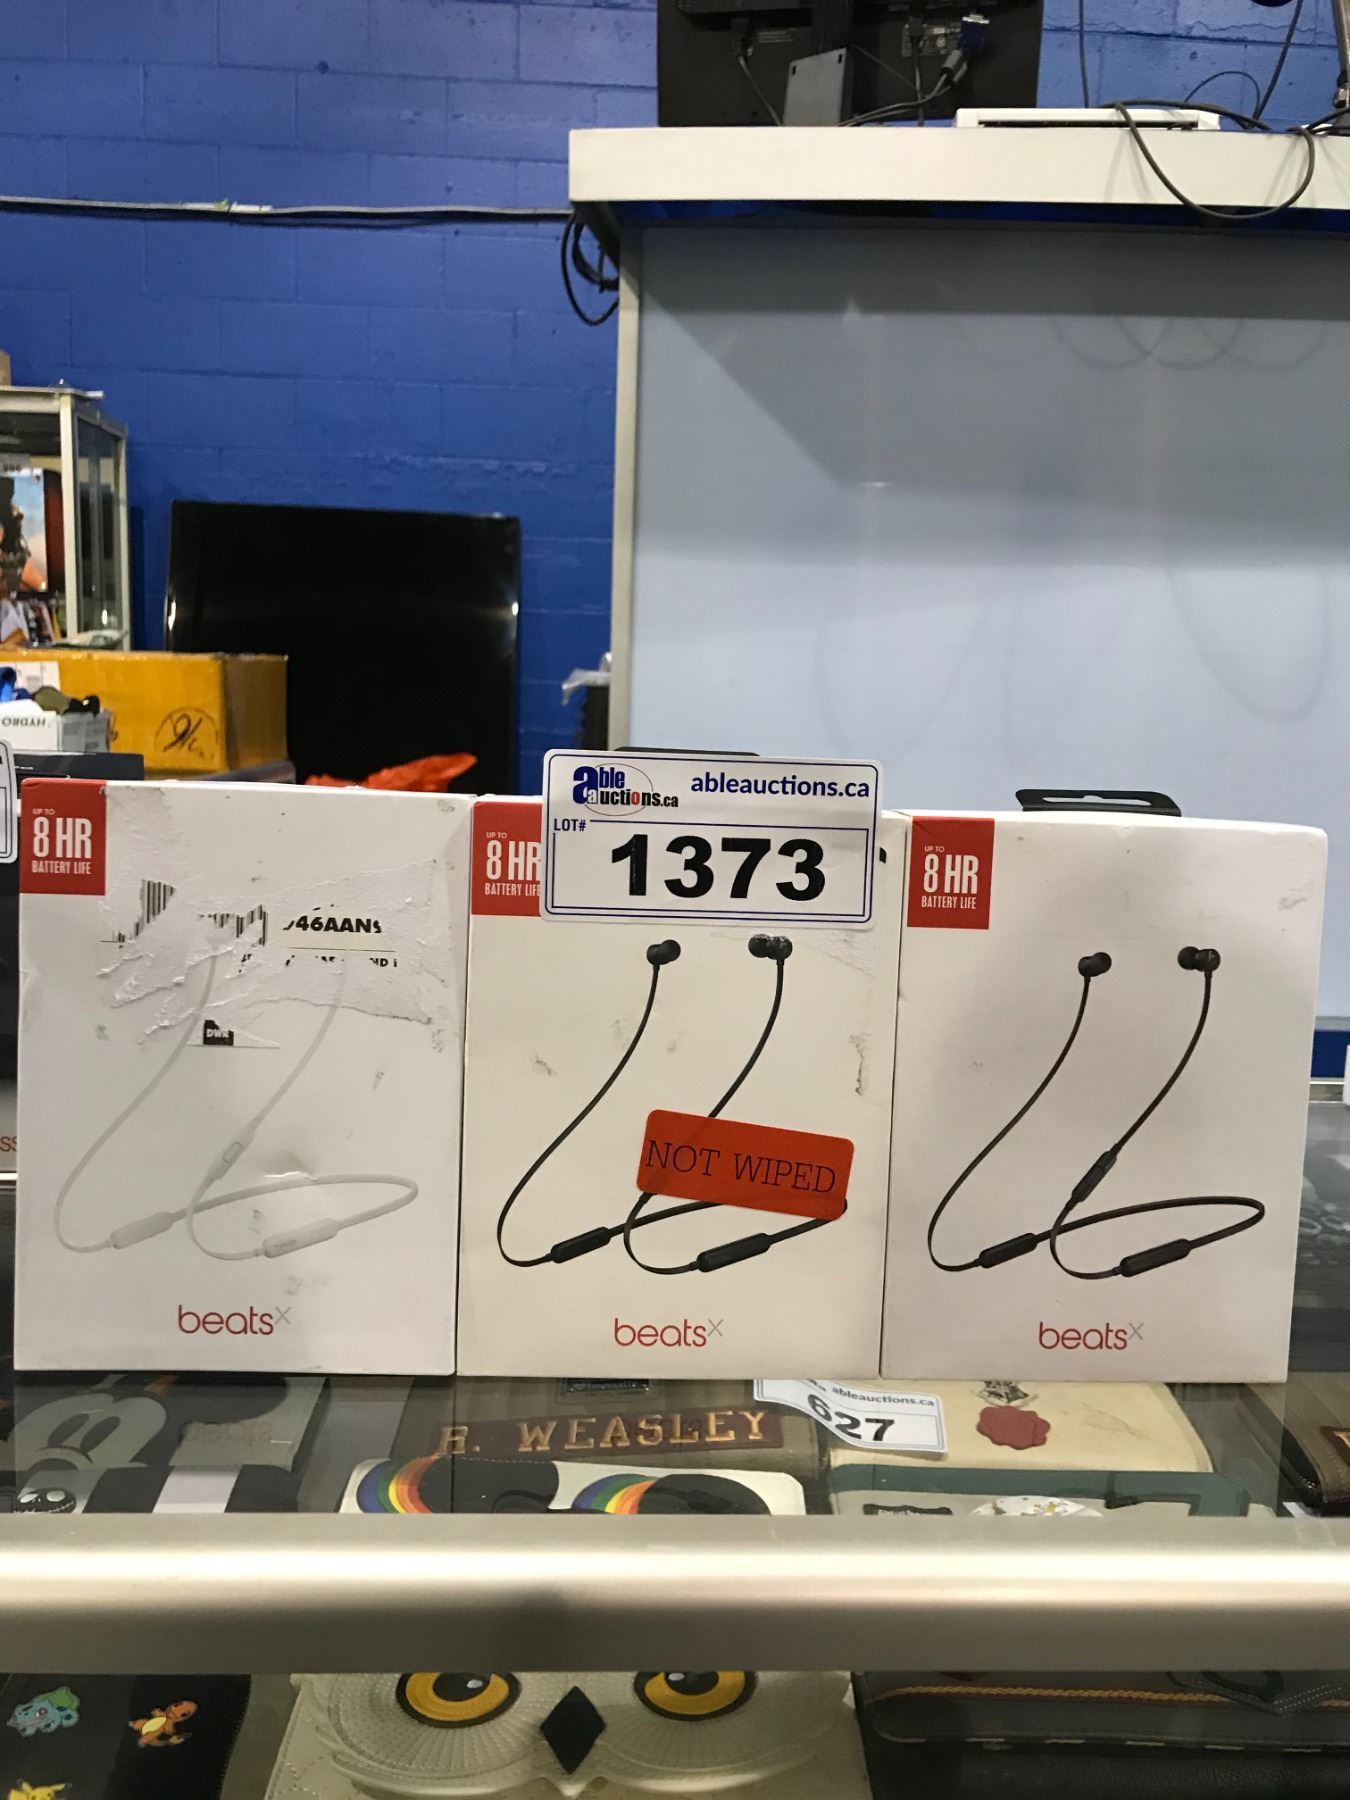 HYDRO
UP TO
8 HR
BATTERY LIFE
46AANS
DWR
beatsx
UP TO
8 HR
BATTERY LIFE
able
auctions.ca
ableauctions.ca
LOT#
1373
NOT WIPED
beatsx
UP TO
8 HR
BATTERY LIFE
beatsx
ableauctions.ca
627
R. WEASLEY